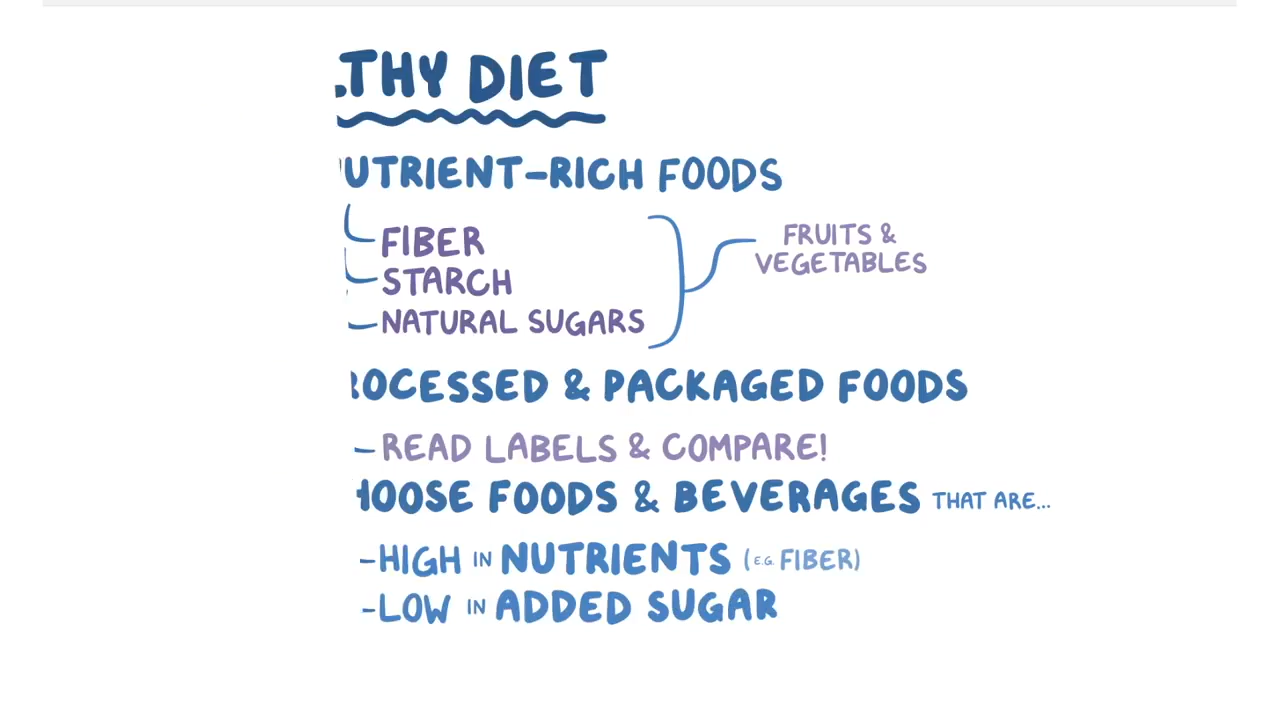 THY DIET
UTRIENT-RICH FOODS
FIBER
STARCH
NATURAL SUGARS
FRUITS &
VEGETABLES
OCESSED & PACKAGED FOODS
- READ LABELS & COMPARE!
HOOSE FOODS & BEVERAGES THAT ARE...
- HIGH IN NUTRIENTS (E.G. FIBER)
- LOW IN ADDED SUGAR